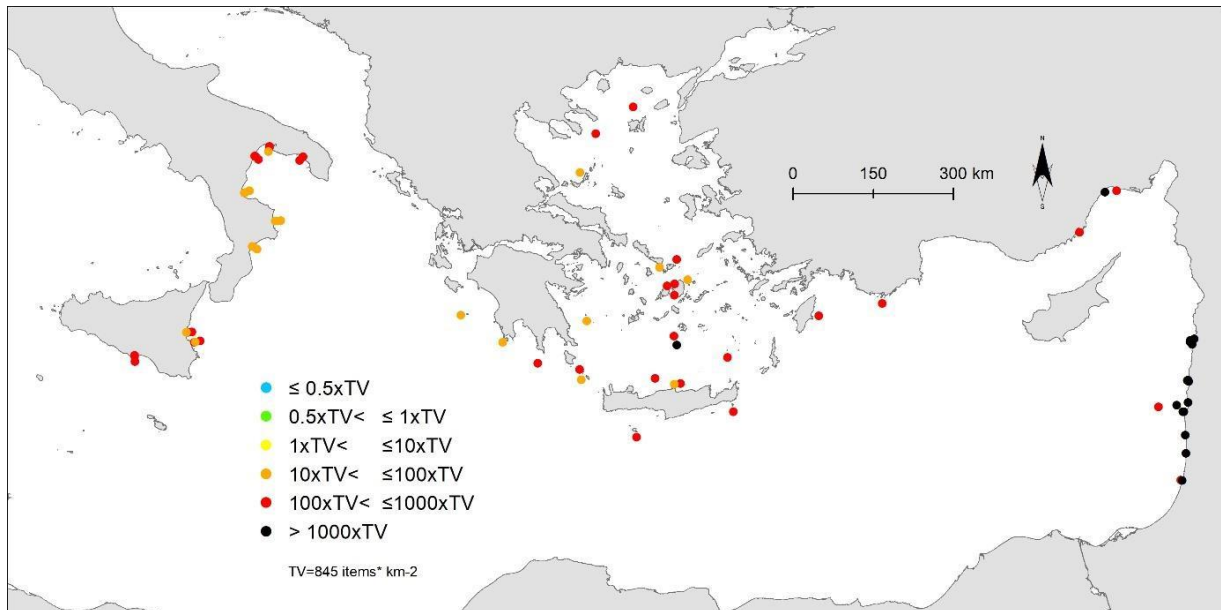 N
0 150 300 km
S
≤ 0.5xTV
0.5xTV< ≤ 1xTV
1xTV< ≤10xTV
10xTV< ≤100xTV
100xTV< ≤1000xTV
> 1000xTV
TV=845 items* km-2